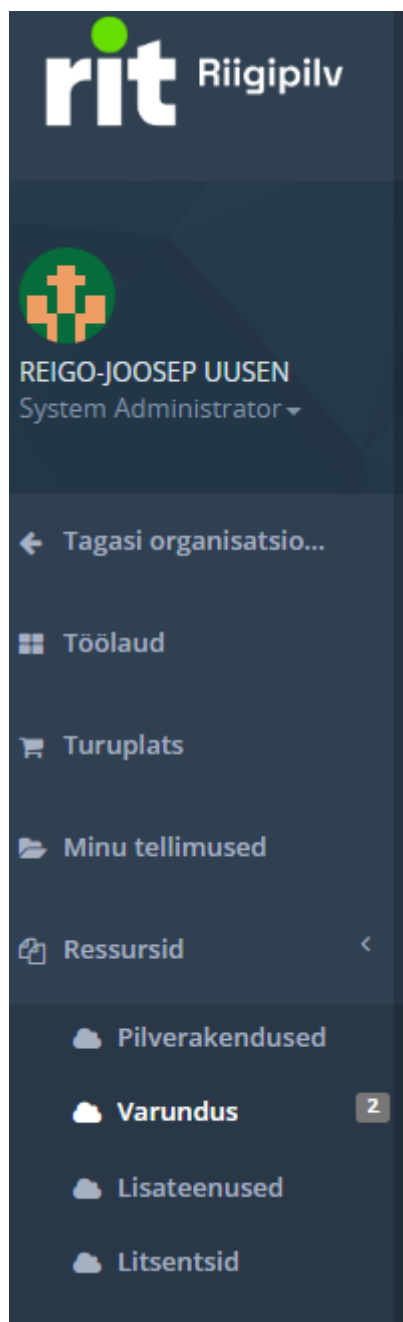 rit Riigipilv
REIGO-JOOSEP UUSEN
System Administrator
Tagasi organisatsio...
Töölaud
Turuplats
Minu tellimused
Ressursid
Pilverakendused
Varundus 2
Lisateenused
Litsentsid